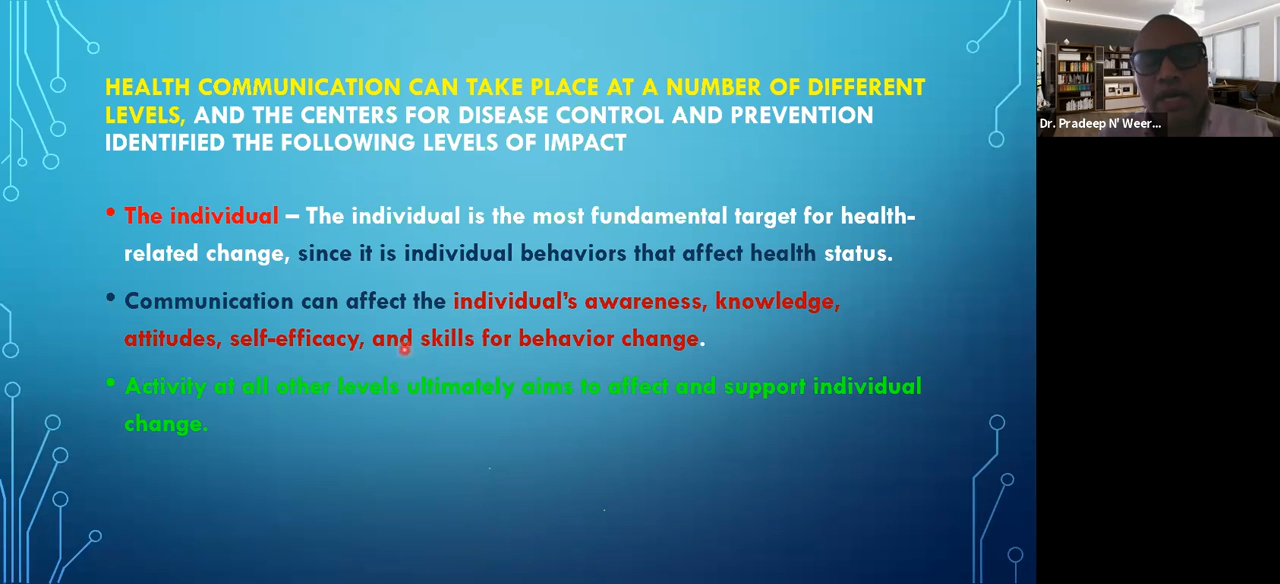 HEALTH COMMUNICATION CAN TAKE PLACE AT A NUMBER OF DIFFERENT
LEVELS, AND THE CENTERS FOR DISEASE CONTROL AND PREVENTION
IDENTIFIED THE FOLLOWING LEVELS OF IMPACT
• The individual – The individual is the most fundamental target for health-
related change, since it is individual behaviors that affect health status.
• Communication can affect the individual's awareness, knowledge,
attitudes, self-efficacy, and skills for behavior change.
• Activity at all other levels ultimately aims to affect and support individual
change.
Dr. Pradeep N' Weer...